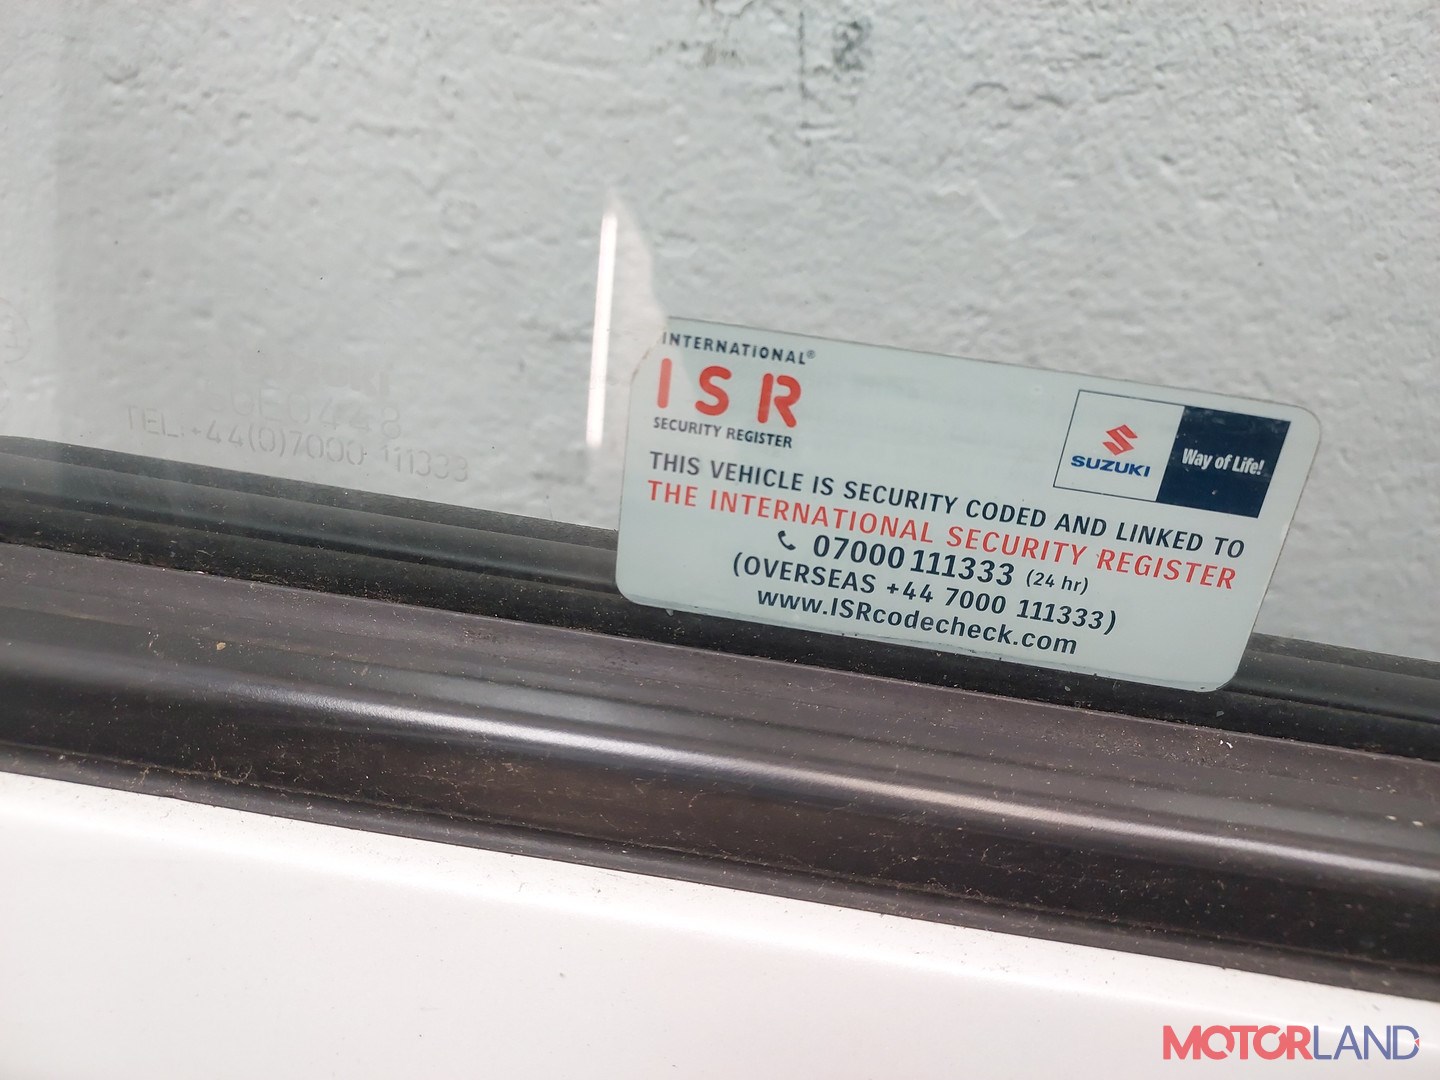 TEL:+44(0)7000 111333
INTERNATIONAL®
ISR
SECURITY REGISTER
SUZUKI
Way of Life!
THIS VEHICLE IS SECURITY CODED AND LINKED TO
THE INTERNATIONAL SECURITY REGISTER
07000 111333 (24 hr)
(OVERSEAS +44 7000 111333)
www.ISRcodecheck.com
MOTORLAND